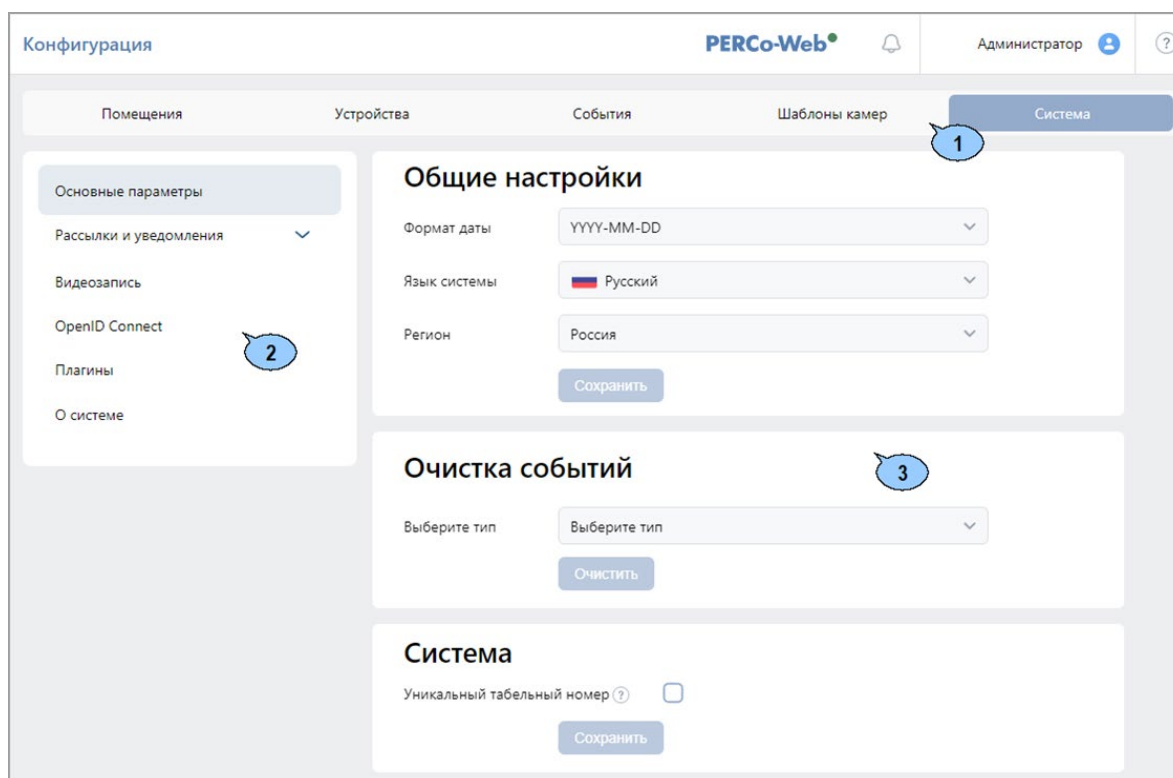 Конфигурация PERCo-Web Администратор ?
Помещения Устройства События Шаблоны камер Система
1
Основные параметры
Рассылки и уведомления
Видеозапись
OpenID Connect
2
Плагины
О системе
Общие настройки
Формат даты YYYY-MM-DD
Язык системы Русский
Регион Россия
Сохранить
Очистка событий
3
Выберите тип Выберите тип
Очистить
Система
Уникальный табельный номер ?
Сохранить